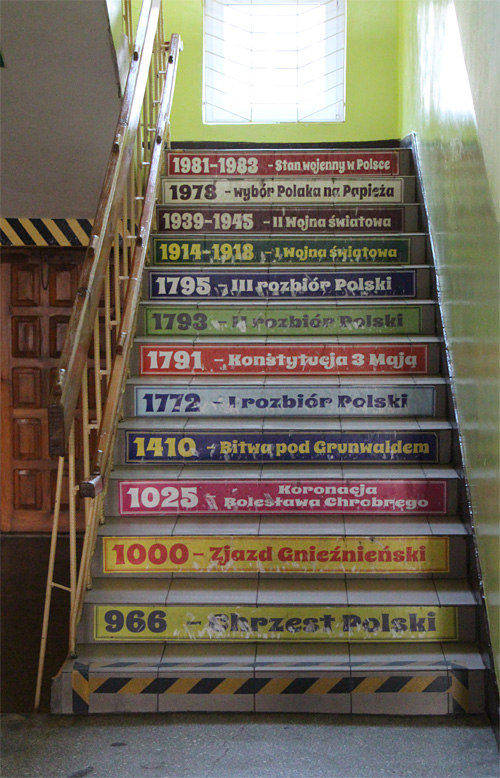 1981-1983 - Stan wojenny w Polsce
1978 - wybór Polaka na Papieża
1939-1945 - II Wojna światowa
1914-1918 - I Wojna światowa
1795 - III rozbiór Polski
1793 - II rozbiór Polski
1791 - Konstytucja 3 Maja
1772 - I rozbiór Polski
1410 - Bitwa pod Grunwaldem
1025 - Koronacja
Bolesława Chrobrego
1000 - Zjazd Gnieźnieński
966 - Chrzest Polski